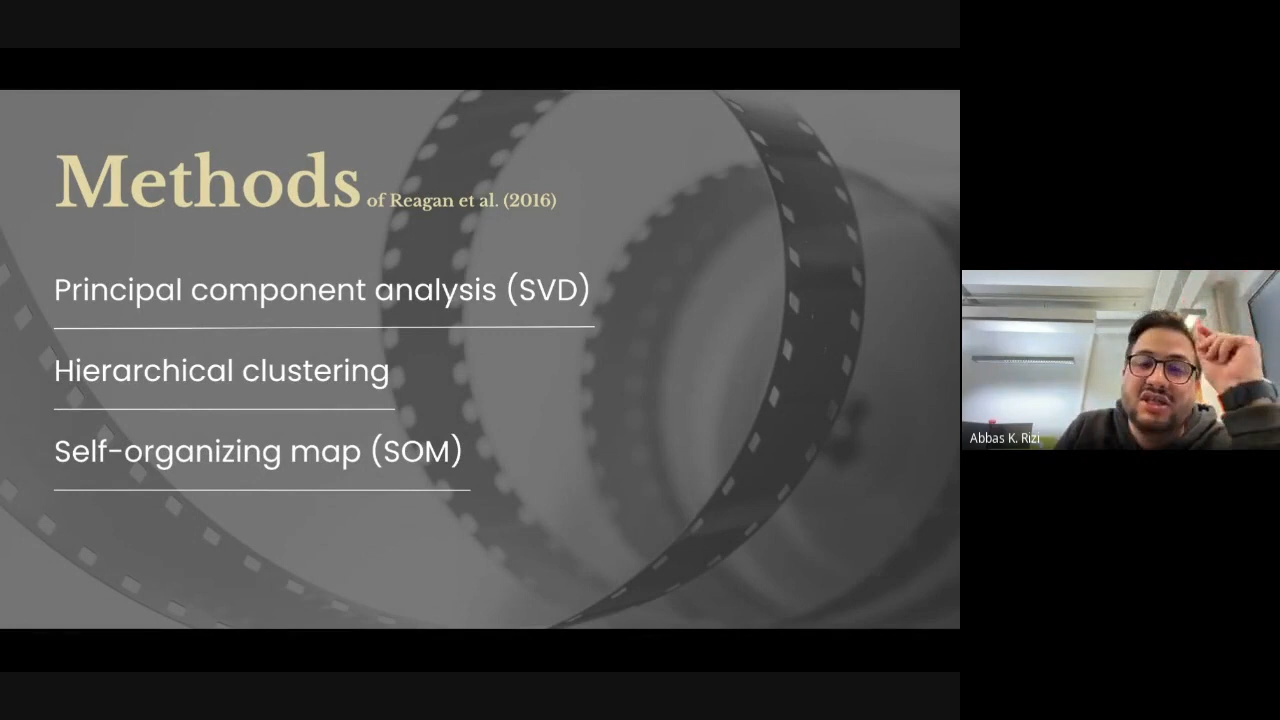 Methods of Reagan et al. (2016)
Principal component analysis (SVD)
Hierarchical clustering
Self-organizing map (SOM)
Abbas K. Rizi